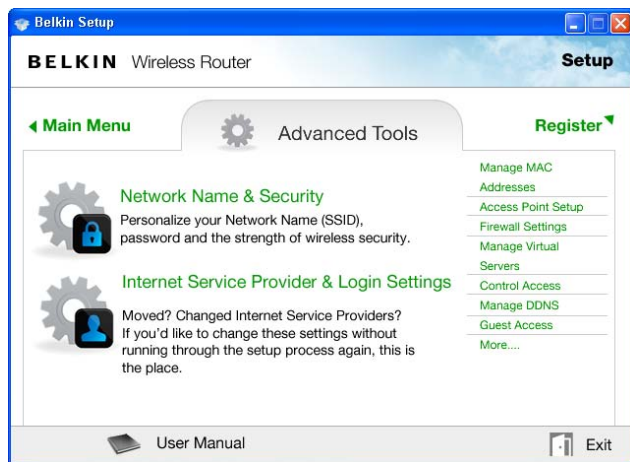 Belkin Setup
BELKIN Wireless Router
Setup
Main Menu
Advanced Tools
Register
Network Name & Security
Personalize your Network Name (SSID),
password and the strength of wireless security.
Internet Service Provider & Login Settings
Moved? Changed Internet Service Providers?
If you'd like to change these settings without
running through the setup process again, this is
the place.
Manage MAC
Addresses
Access Point Setup
Firewall Settings
Manage Virtual
Servers
Control Access
Manage DDNS
Guest Access
More....
User Manual
Exit